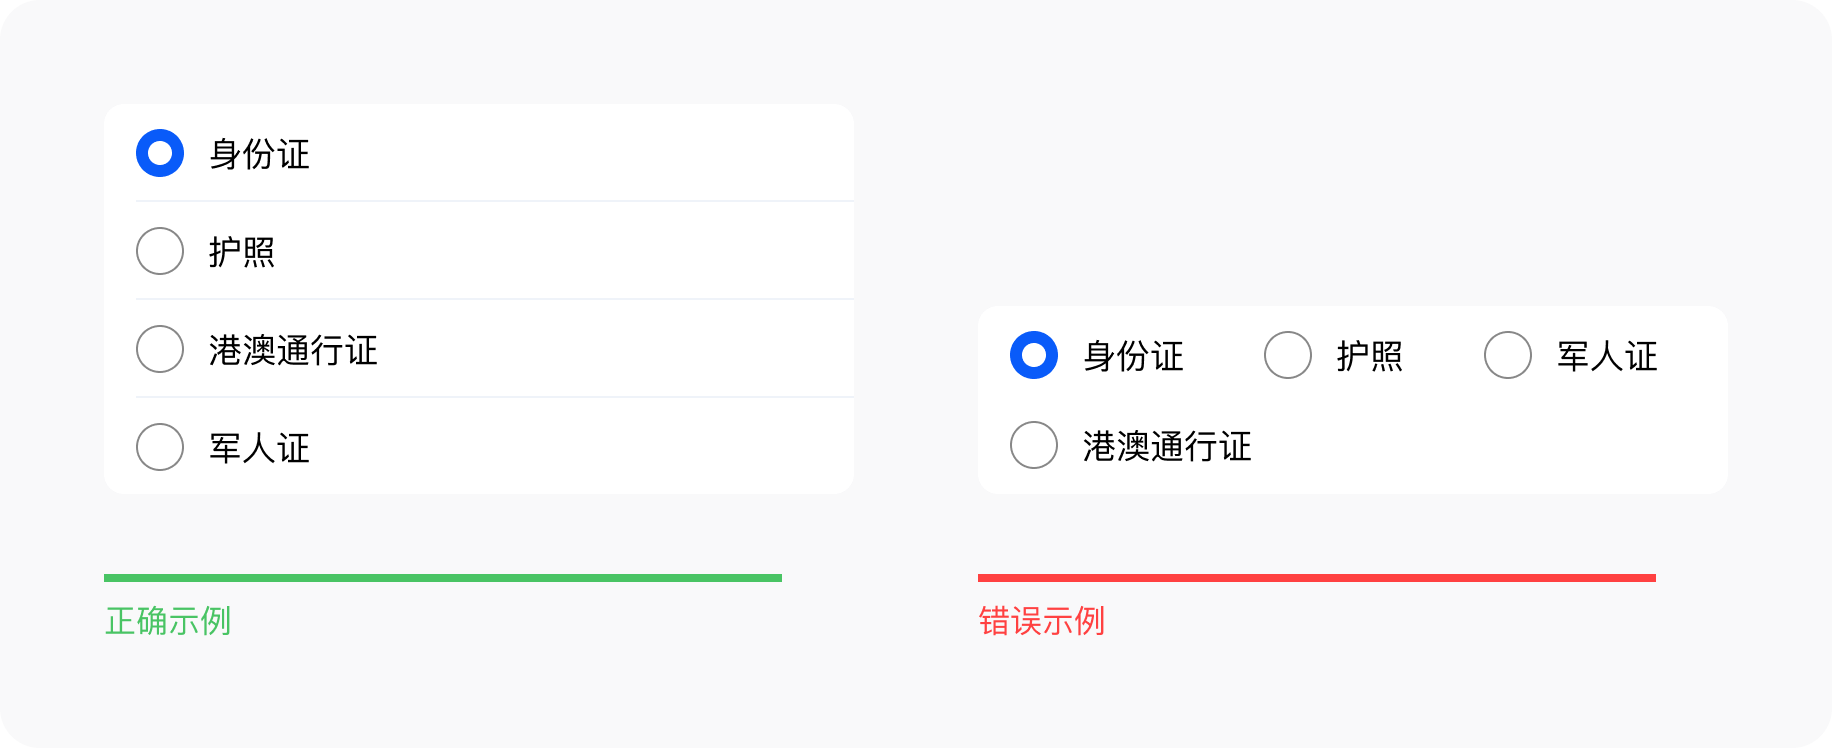 身份证
护照
港澳通行证
军人证
正确示例
身份证 护照 军人证
港澳通行证
错误示例